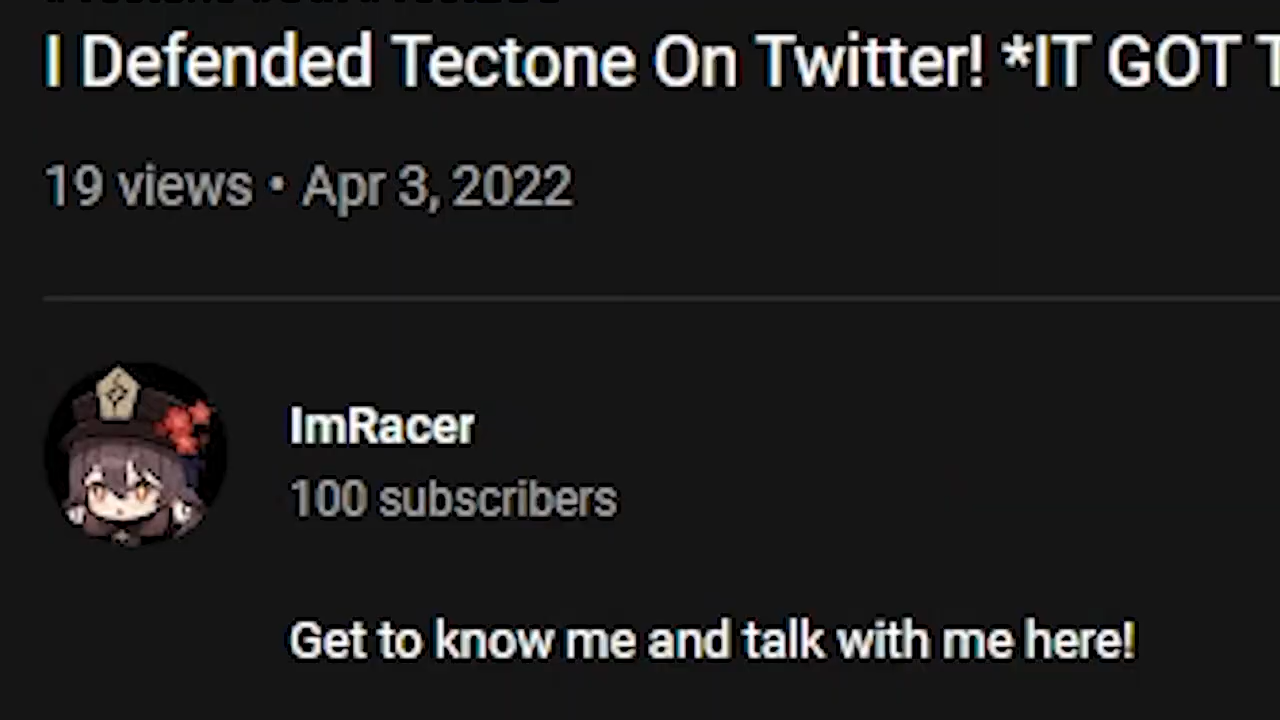 I Defended Tectone On Twitter! *IT GOT
19 views • Apr 3, 2022
ImRacer
100 subscribers
Get to know me and talk with me here!